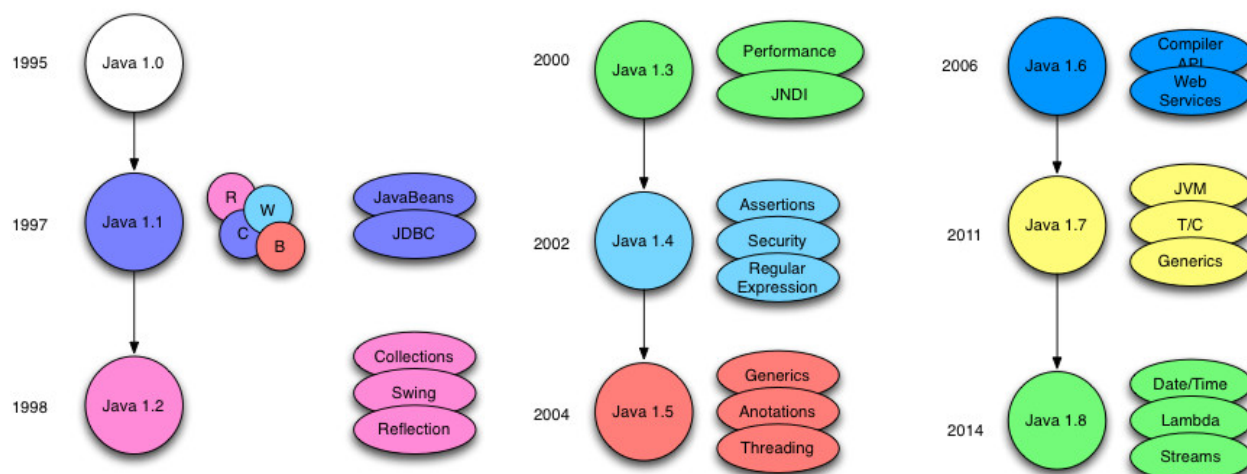 1995
Java 1.0
1997
Java 1.1
R
W
C
B
JavaBeans
JDBC
1998
Java 1.2
Collections
Swing
Reflection
2000
Java 1.3
Performance
JNDI
2002
Java 1.4
Assertions
Security
Regular
Expression
2004
Java 1.5
Generics
Anotations
Threading
2006
Java 1.6
Compiler
API
Web
Services
2011
Java 1.7
JVM
T/C
Generics
2014
Java 1.8
Date/Time
Lambda
Streams